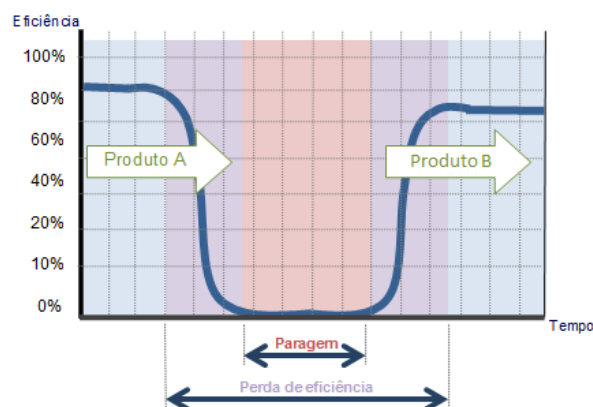 Eficiência
100%
80%
60%
40%
20%
10%
0%
Produto A
Produto B
Tempo
Paragem
Perda de eficiência